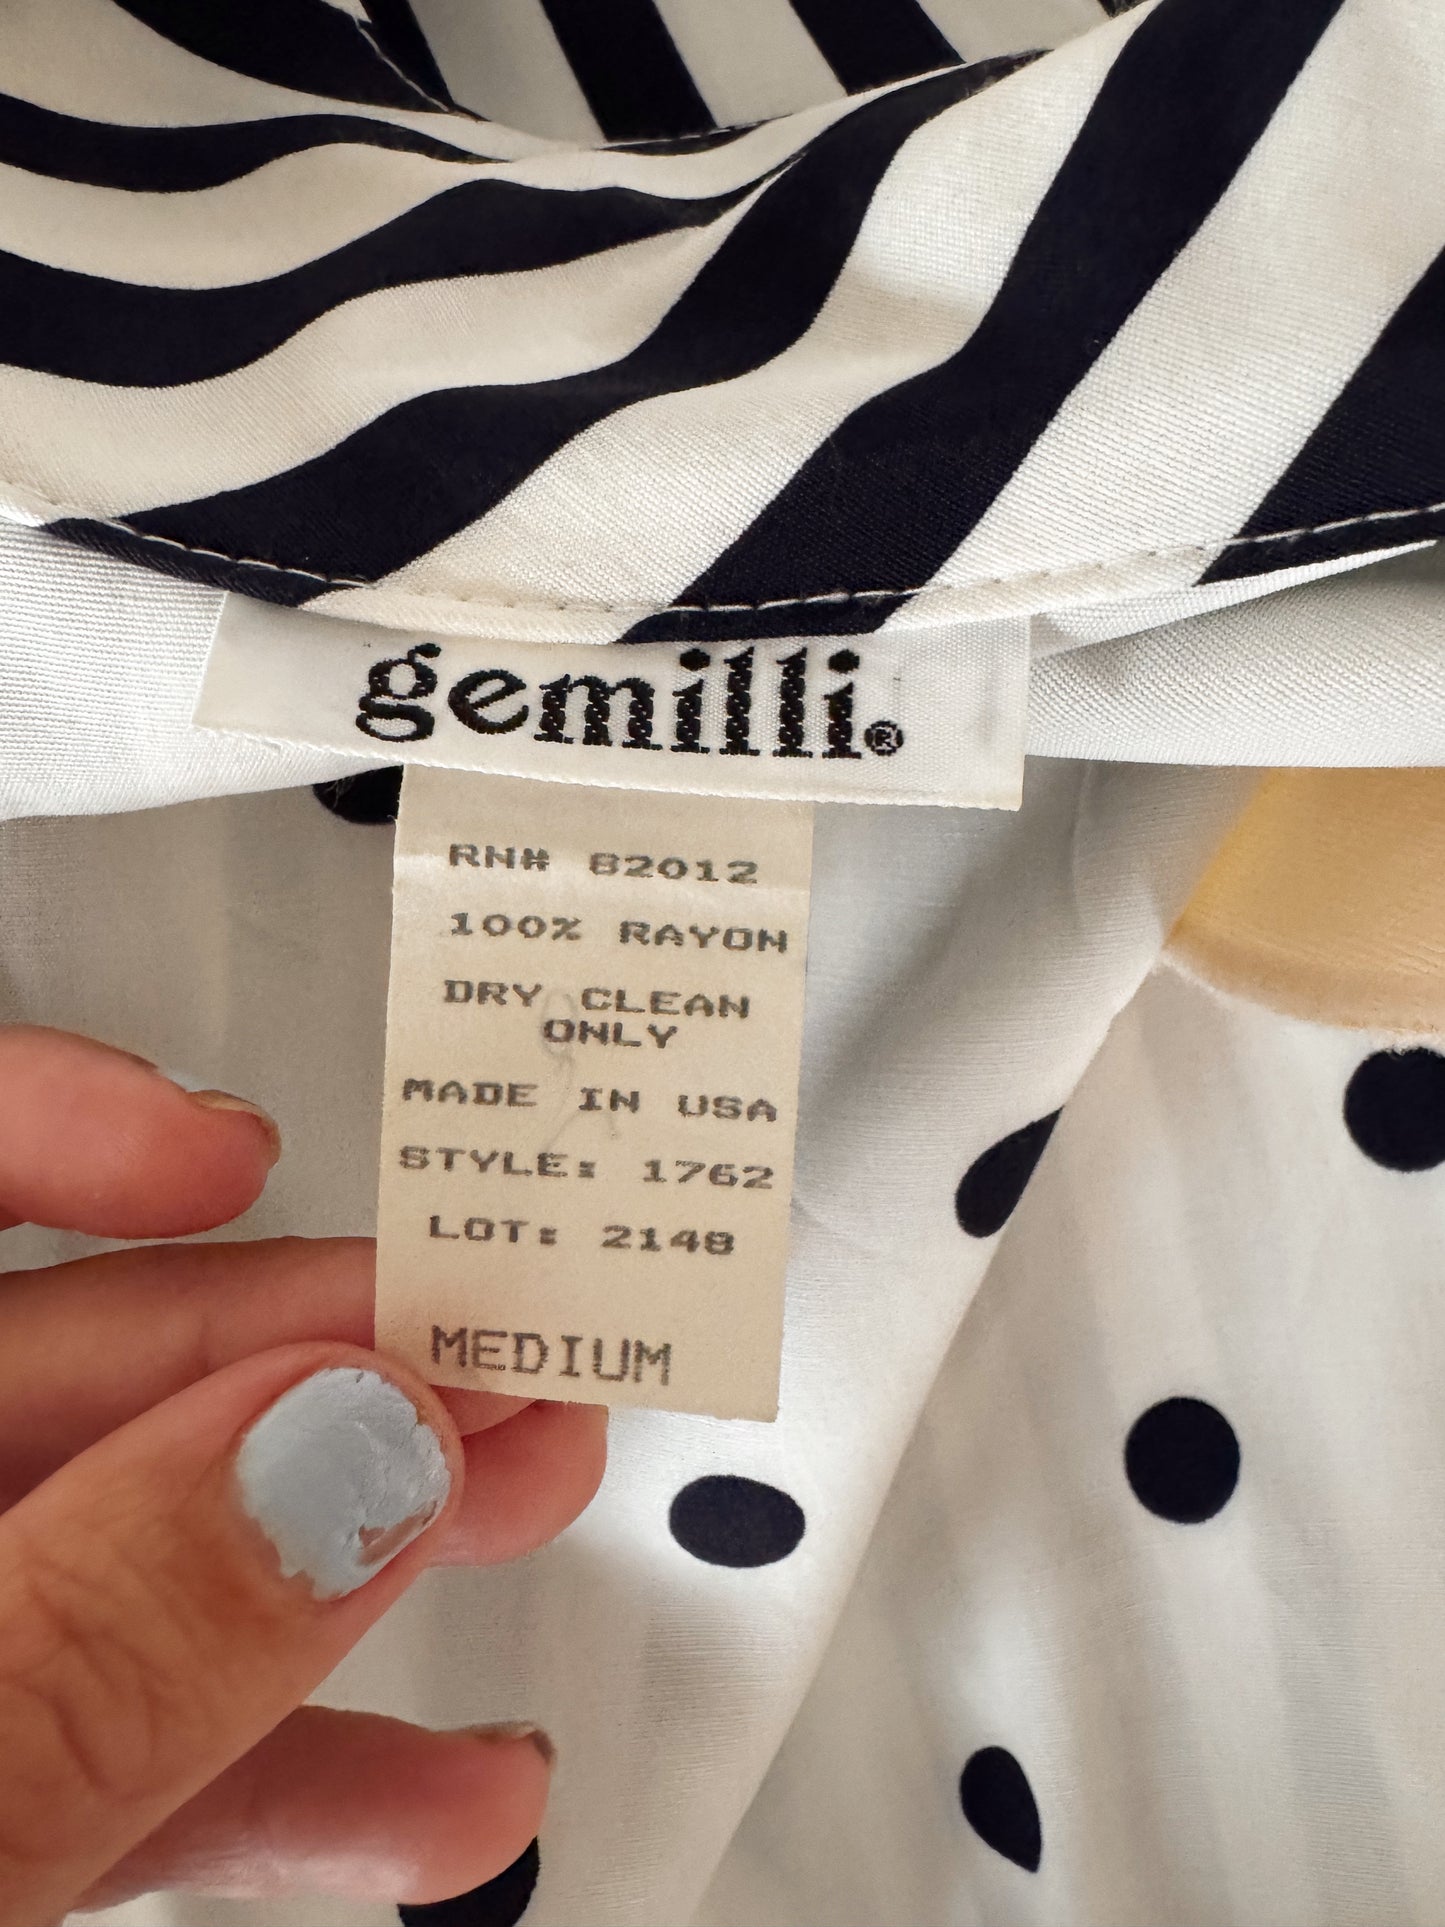 gemilli®
RN# 82012
100% RAYON
DRY CLEAN
ONLY
MADE IN USA
STYLE: 1762
LOT: 2148
MEDIUM